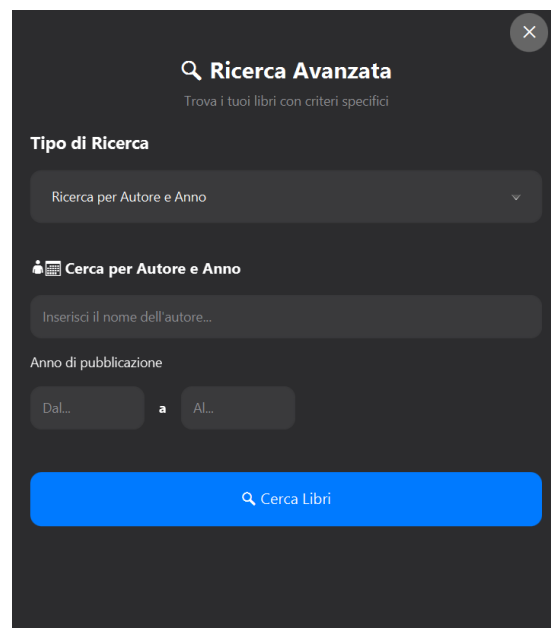 Ricerca Avanzata
Trova i tuoi libri con criteri specifici
Tipo di Ricerca
Ricerca per Autore e Anno
Cerca per Autore e Anno
Inserisci il nome dell'autore...
Anno di pubblicazione
Dal... a Al...
Cerca Libri